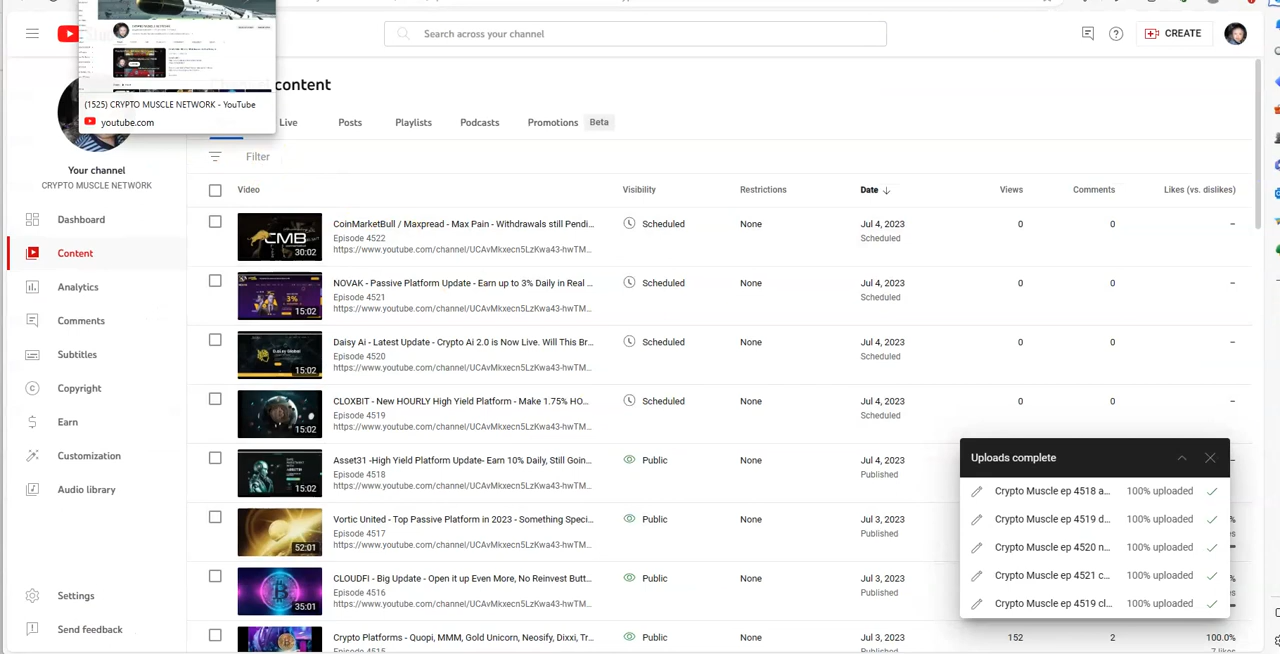 Search across your channel
CREATE
(1525) CRYPTO MUSCLE NETWORK - YouTube
youtube.com
content
Live
Posts
Playlists
Podcasts
Promotions
Beta
Filter
Your channel
CRYPTO MUSCLE NETWORK
Dashboard
Content
Analytics
Comments
Subtitles
Copyright
Earn
Customization
Audio library
Settings
Send feedback
Video Visibility Restrictions Date Views Comments Likes (vs. dislikes)
CoinMarketBull / Maxpread - Max Pain - Withdrawals still Pendi... Scheduled None Jul 4, 2023 0 0 –
Episode 4522 Scheduled
https://www.youtube.com/channel/UCAvMkxecn5LzKwa43-hwTM...
CMB
30:02
NOVAK - Passive Platform Update - Earn up to 3% Daily in Real ... Scheduled None Jul 4, 2023 0 0 –
Episode 4521 Scheduled
https://www.youtube.com/channel/UCAvMkxecn5LzKwa43-hwTM...
3%
15:02
Daisy Ai - Latest Update - Crypto Ai 2.0 is Now Live. Will This Br... Scheduled None Jul 4, 2023 0 0 –
Episode 4520 Scheduled
https://www.youtube.com/channel/UCAvMkxecn5LzKwa43-hwTM...
15:02
CLOXBIT - New HOURLY High Yield Platform - Make 1.75% HO... Scheduled None Jul 4, 2023 0 0 –
Episode 4519 Scheduled
https://www.youtube.com/channel/UCAvMkxecn5LzKwa43-hwTM...
15:02
Asset31 -High Yield Platform Update- Earn 10% Daily, Still Goin... Public None Jul 4, 2023
Episode 4518 Published
https://www.youtube.com/channel/UCAvMkxecn5LzKwa43-hwTM...
15:02
Vortic United - Top Passive Platform in 2023 - Something Speci... Public None Jul 3, 2023
Episode 4517 Published
https://www.youtube.com/channel/UCAvMkxecn5LzKwa43-hwTM...
52:01
CLOUDFI - Big Update - Open it up Even More, No Reinvest Butt... Public None Jul 3, 2023
Episode 4516 Published
https://www.youtube.com/channel/UCAvMkxecn5LzKwa43-hwTM...
35:01
Crypto Platforms - Quopi, MMM, Gold Unicorn, Neosify, Dixxi, Tr... Public None Jul 3, 2023 152 2 100.0%
Episode 4515 Published 7 likes
Uploads complete
Crypto Muscle ep 4518 a... 100% uploaded
Crypto Muscle ep 4519 d... 100% uploaded
Crypto Muscle ep 4520 n... 100% uploaded
Crypto Muscle ep 4521 c... 100% uploaded
Crypto Muscle ep 4519 cl... 100% uploaded